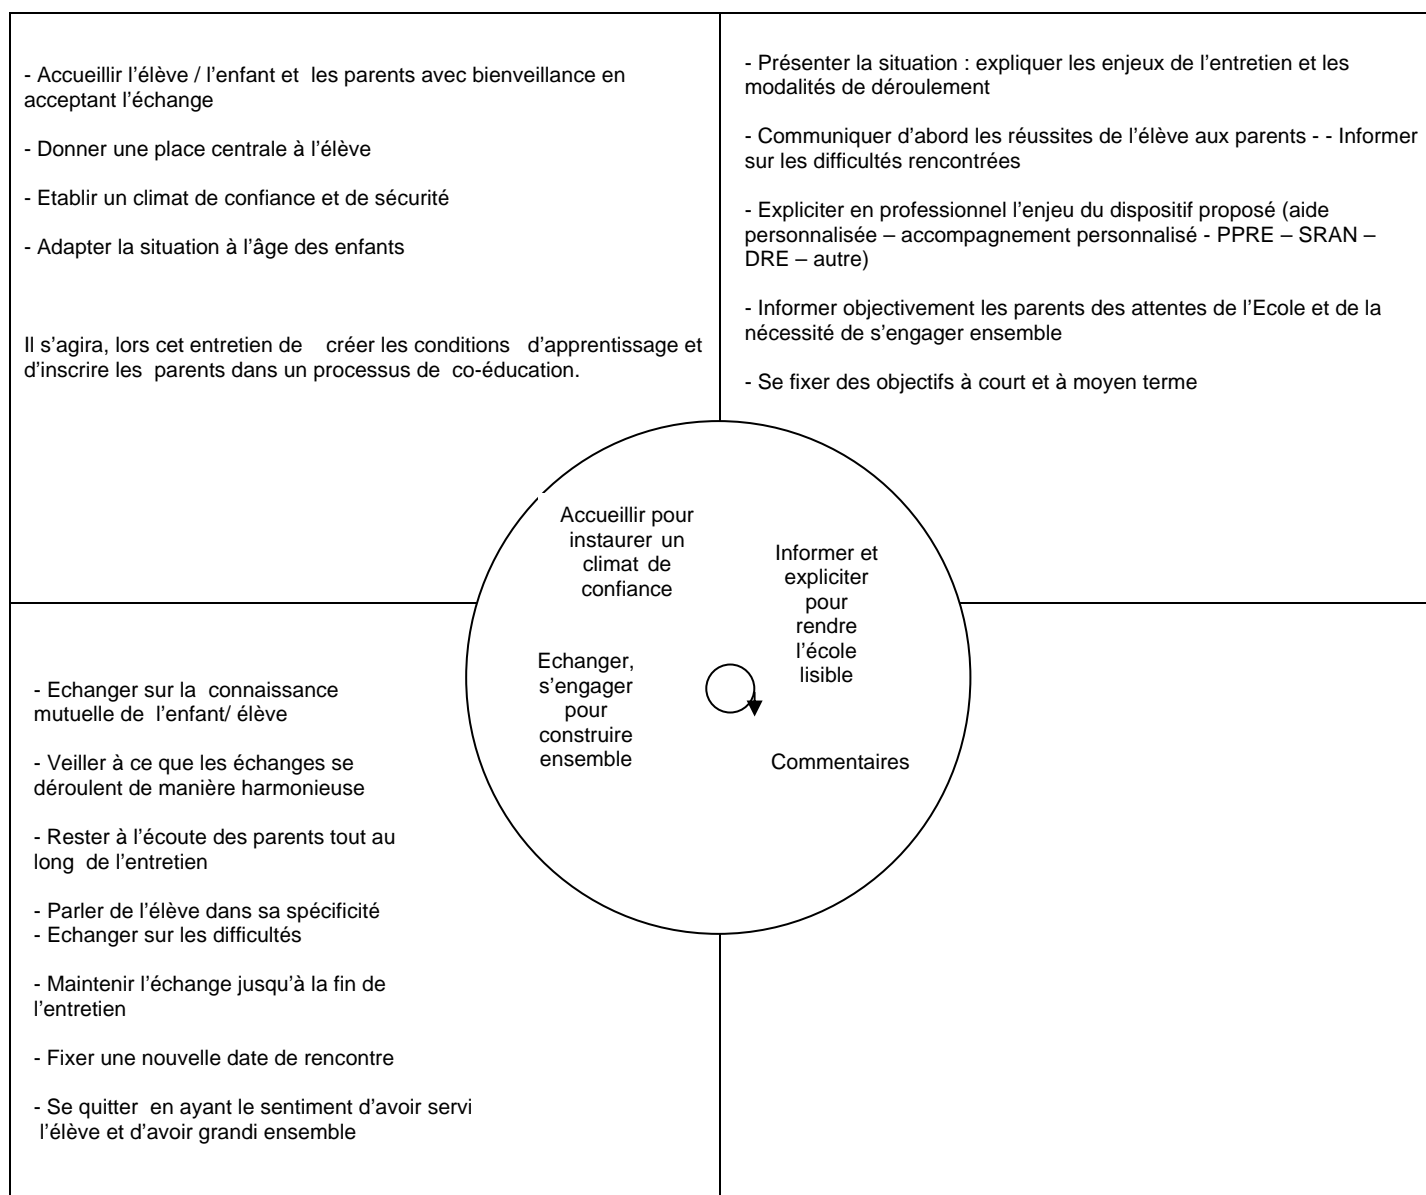 - Accueillir l’élève / l’enfant et les parents avec bienveillance en
acceptant l’échange
- Donner une place centrale à l’élève
- Etablir un climat de confiance et de sécurité
- Adapter la situation à l’âge des enfants
Il s’agira, lors cet entretien de créer les conditions d’apprentissage et
d’inscrire les parents dans un processus de co-éducation.
- Présenter la situation : expliquer les enjeux de l’entretien et les
modalités de déroulement
- Communiquer d’abord les réussites de l’élève aux parents - - Informer
sur les difficultés rencontrées
- Expliciter en professionnel l’enjeu du dispositif proposé (aide
personnalisée – accompagnement personnalisé - PPRE – SRAN –
DRE – autre)
- Informer objectivement les parents des attentes de l’Ecole et de la
nécessité de s’engager ensemble
- Se fixer des objectifs à court et à moyen terme
Accueillir pour
instaurer un
climat de
confiance
Informer et
expliciter
pour
rendre
l’école
lisible
Echanger,
s’engager
pour
construire
ensemble
Commentaires
- Echanger sur la connaissance
mutuelle de l’enfant/ élève
- Veiller à ce que les échanges se
déroulent de manière harmonieuse
- Rester à l’écoute des parents tout au
long de l’entretien
- Parler de l’élève dans sa spécificité
- Echanger sur les difficultés
- Maintenir l’échange jusqu’à la fin de
l’entretien
- Fixer une nouvelle date de rencontre
- Se quitter en ayant le sentiment d’avoir servi
l’élève et d’avoir grandi ensemble